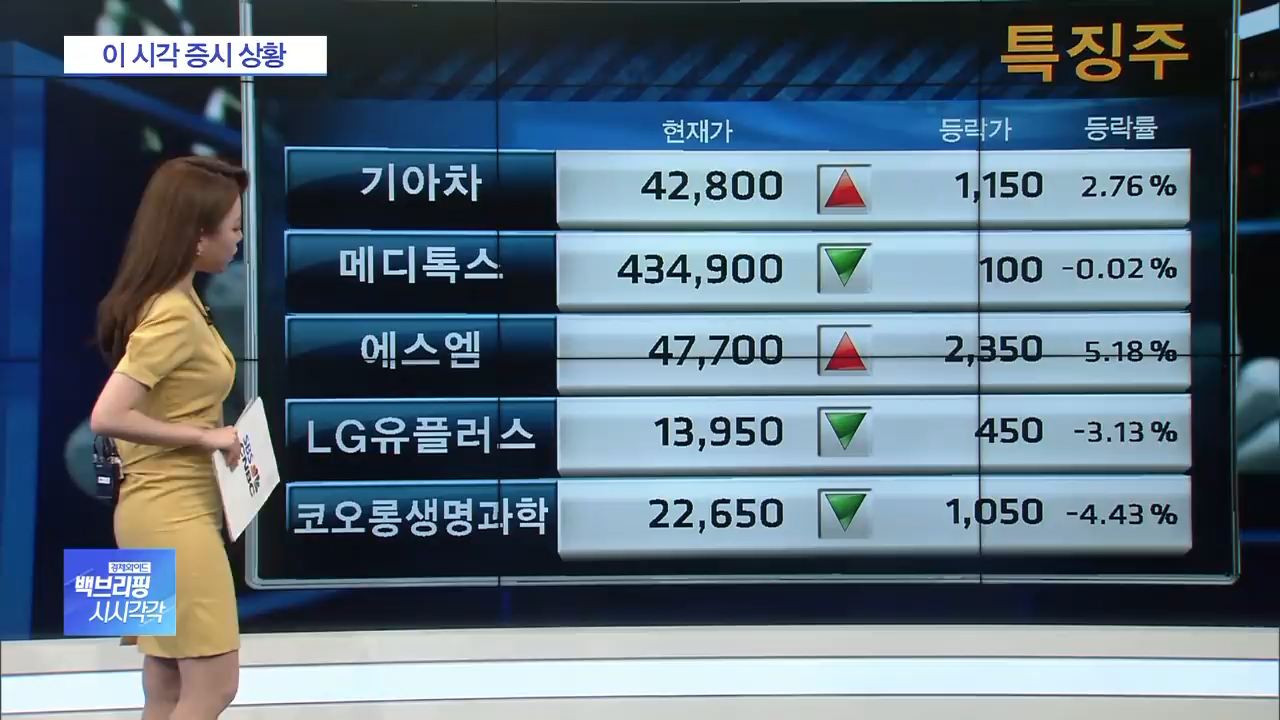 이 시각 증시 상황
특징주
현재가 등락가 등락률
기아차 42,800 1,150 2.76 %
메디톡스 434,900 100 -0.02 %
에스엠 47,700 2,350 5.18 %
LG유플러스 13,950 450 -3.13 %
코오롱생명과학 22,650 1,050 -4.43 %
경제와이드
백브리핑
시시각각